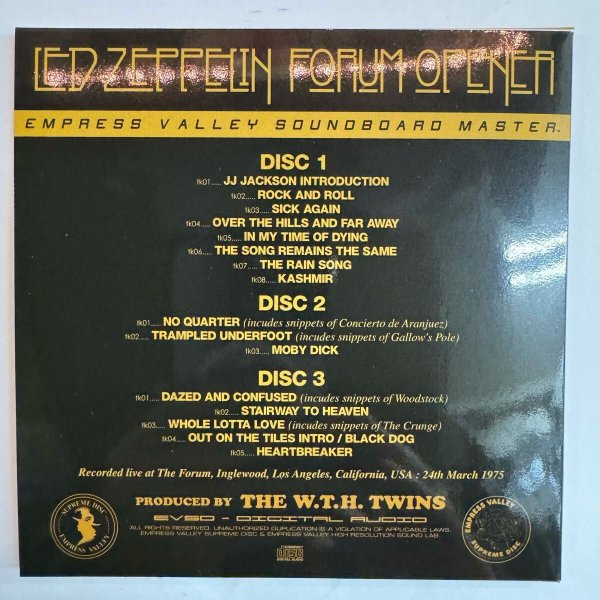 LED ZEPPELIN FORUM OPENER
EMPRESS VALLEY SOUNDBOARD MASTER.
DISC 1
tk01..... JJ JACKSON INTRODUCTION
tk02..... ROCK AND ROLL
tk03..... SICK AGAIN
tk04..... OVER THE HILLS AND FAR AWAY
tk05..... IN MY TIME OF DYING
tk06..... THE SONG REMAINS THE SAME
tk07..... THE RAIN SONG
tk08..... KASHMIR
DISC 2
tk01..... NO QUARTER (incudes snippets of Concierto de Aranjuez)
tk02..... TRAMPLED UNDERFOOT (incudes snippets of Gallow's Pole)
tk03..... MOBY DICK
DISC 3
tk01..... DAZED AND CONFUSED (incudes snippets of Woodstock)
tk02..... STAIRWAY TO HEAVEN
tk03..... WHOLE LOTTA LOVE (incudes snippets of The Crunge)
tk04..... OUT ON THE TILES INTRO / BLACK DOG
tk05..... HEARTBREAKER
Recorded live at The Forum, Inglewood, Los Angeles, California, USA : 24th March 1975
PRODUCED BY THE W.T.H. TWINS
EVSD - DIGITAL AUDIO
ALL RIGHTS RESERVED. UNAUTHORIZED DUPLICATION IS A VIOLATION OF APPLICABLE LAWS.
EMPRESS VALLEY SUPREME DISC & EMPRESS VALLEY HIGH RESOLUTION SOUND LAB.
SUPREME DISC
EMPRESS VALLEY
EMPRESS VALLEY
SUPREME DISC
COMPACT
disc
DIGITAL AUDIO